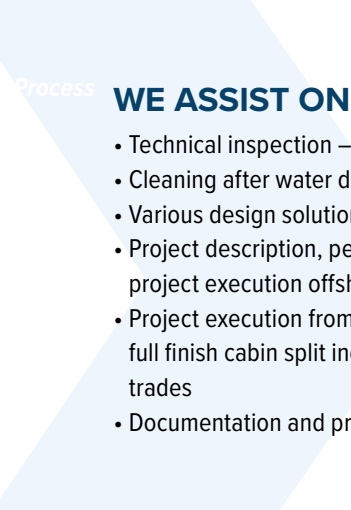 Process
WE ASSIST ON
• Technical inspection –
• Cleaning after water d
• Various design solutio
• Project description, pe
project execution offsh
• Project execution from
full finish cabin split in
trades
• Documentation and pr